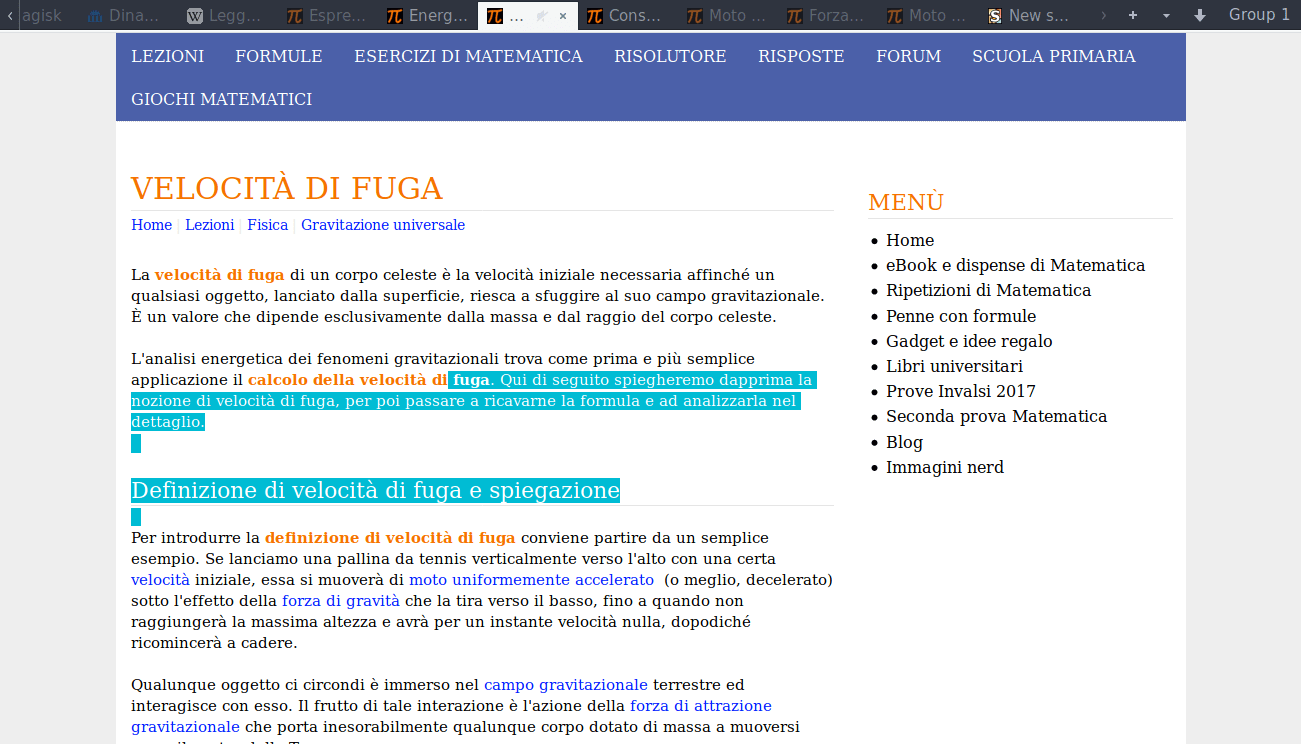 agisk Dina… Legg… Espre… Energ… … Cons… Moto … Forza… Moto … New s… Group 1
LEZIONI FORMULE ESERCIZI DI MATEMATICA RISOLUTORE RISPOSTE FORUM SCUOLA PRIMARIA
GIOCHI MATEMATICI
VELOCITÀ DI FUGA
Home | Lezioni | Fisica | Gravitazione universale
La velocità di fuga di un corpo celeste è la velocità iniziale necessaria affinché un
qualsiasi oggetto, lanciato dalla superficie, riesca a sfuggire al suo campo gravitazionale.
È un valore che dipende esclusivamente dalla massa e dal raggio del corpo celeste.
L'analisi energetica dei fenomeni gravitazionali trova come prima e più semplice
applicazione il calcolo della velocità di fuga. Qui di seguito spiegheremo dapprima la
nozione di velocità di fuga, per poi passare a ricavarne la formula e ad analizzarla nel
dettaglio.
Definizione di velocità di fuga e spiegazione
Per introdurre la definizione di velocità di fuga conviene partire da un semplice
esempio. Se lanciamo una pallina da tennis verticalmente verso l'alto con una certa
velocità iniziale, essa si muoverà di moto uniformemente accelerato (o meglio, decelerato)
sotto l'effetto della forza di gravità che la tira verso il basso, fino a quando non
raggiungerà la massima altezza e avrà per un instante velocità nulla, dopodiché
ricomincerà a cadere.
Qualunque oggetto ci circondi è immerso nel campo gravitazionale terrestre ed
interagisce con esso. Il frutto di tale interazione è l'azione della forza di attrazione
gravitazionale che porta inesorabilmente qualunque corpo dotato di massa a muoversi
MENÙ
Home
eBook e dispense di Matematica
Ripetizioni di Matematica
Penne con formule
Gadget e idee regalo
Libri universitari
Prove Invalsi 2017
Seconda prova Matematica
Blog
Immagini nerd